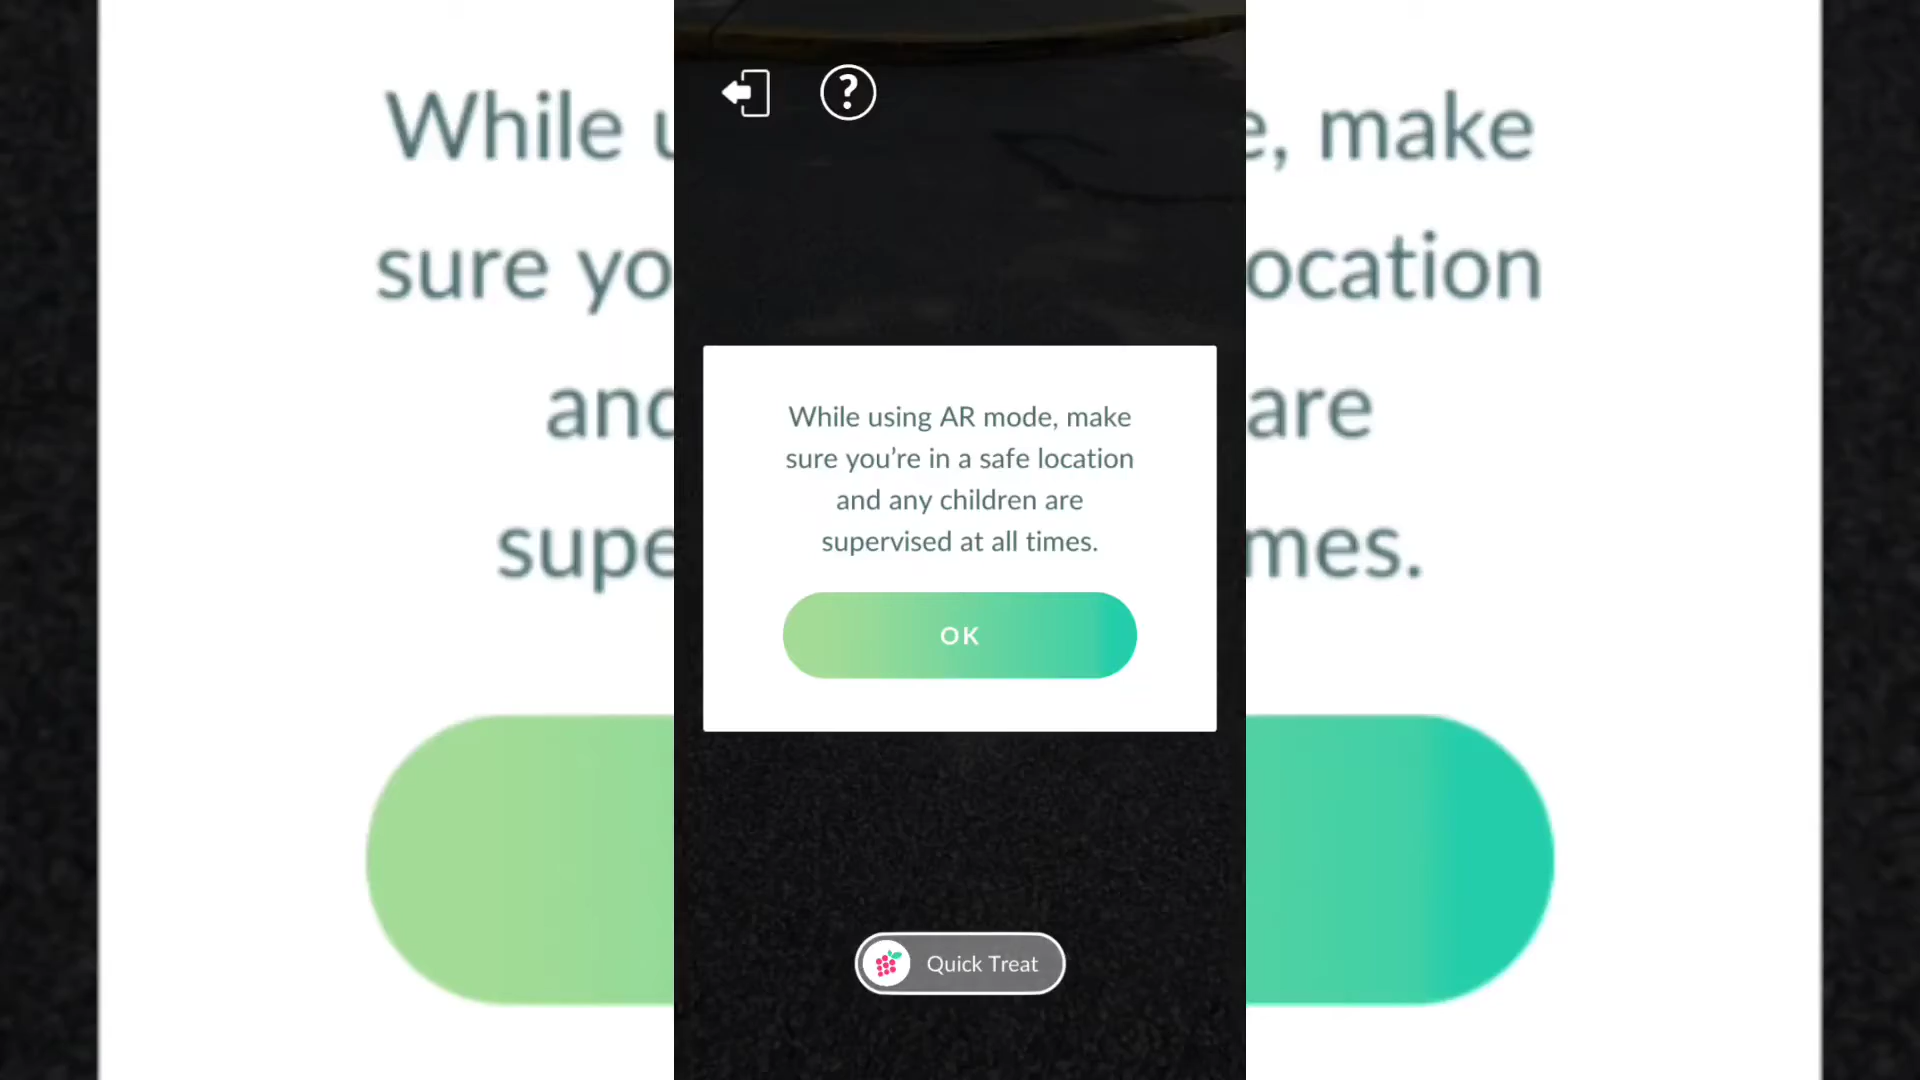 While using AR mode, make
sure you're in a safe location
and any children are
supervised at all times.
OK
Quick Treat